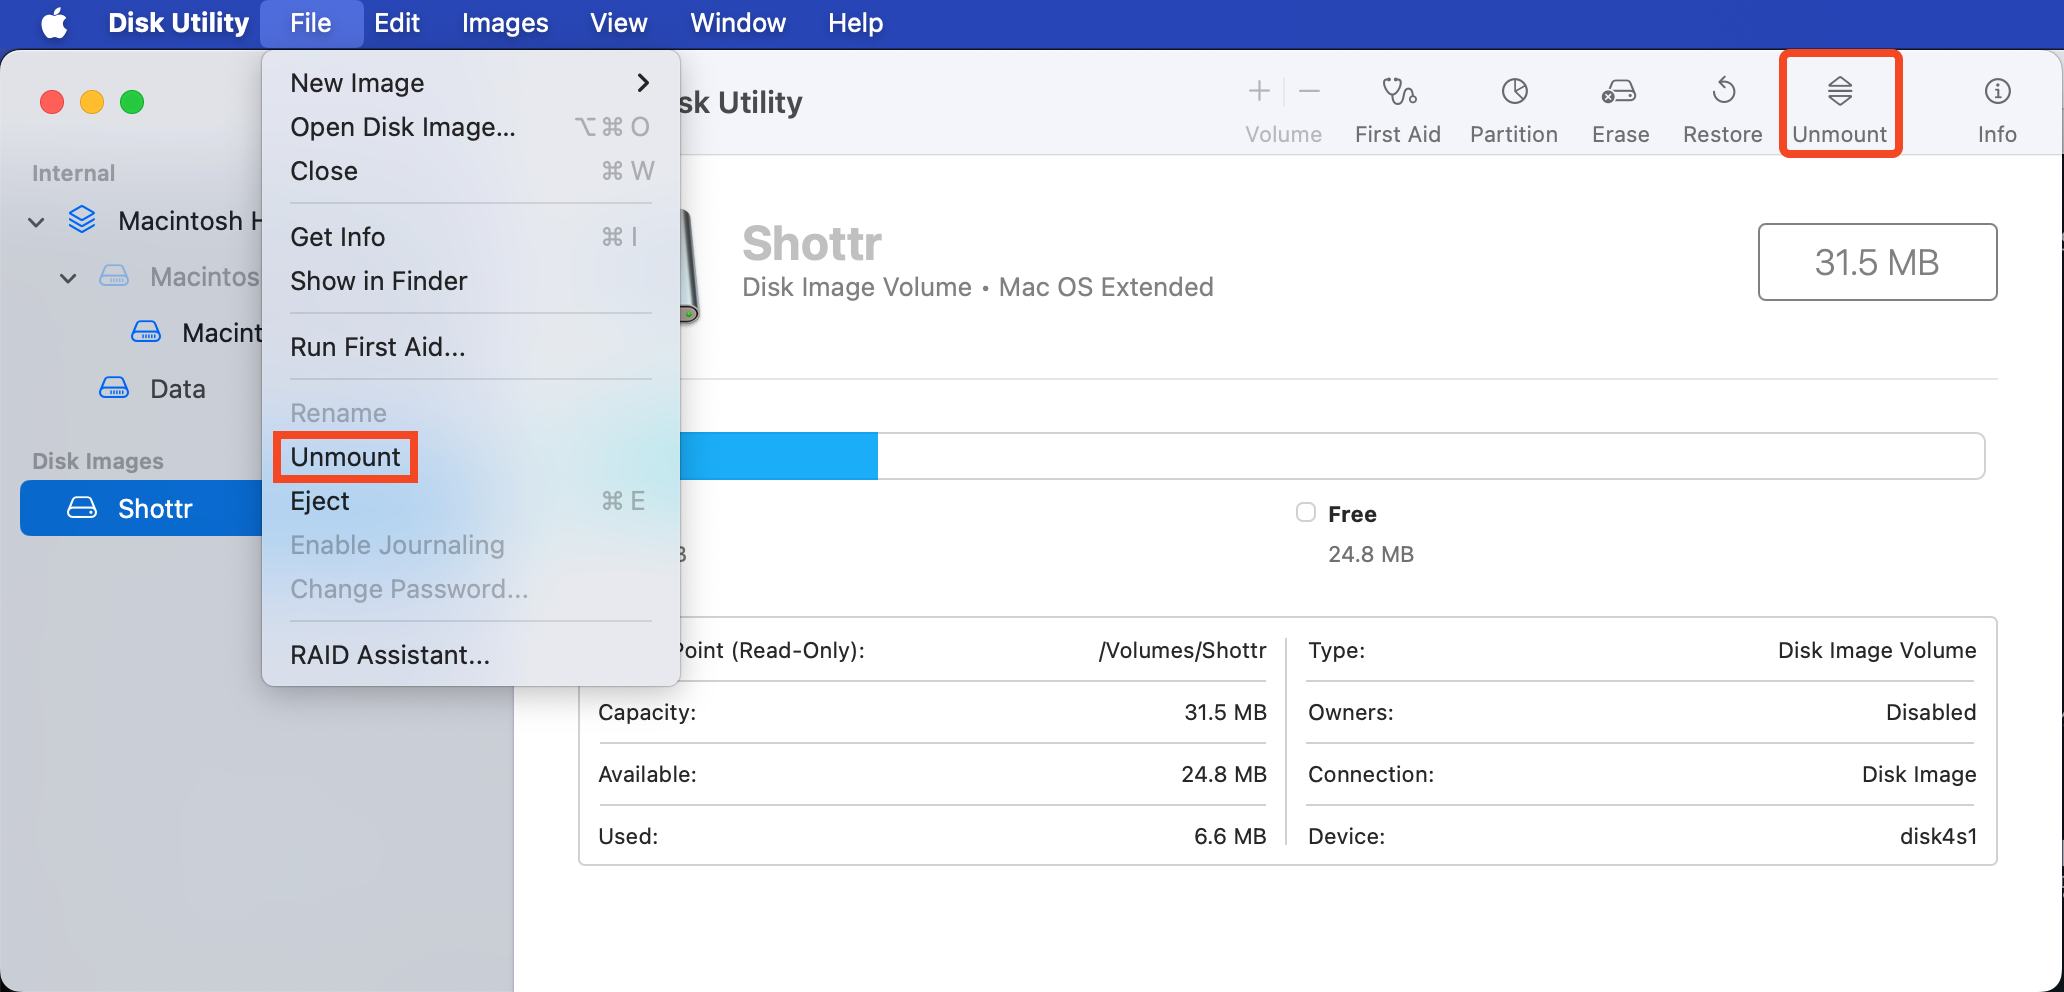 Disk Utility File Edit Images View Window Help
New Image
Open Disk Image... ⌥⌘O
Close ⌘W
Get Info ⌘I
Show in Finder
Run First Aid...
Rename
Unmount
Eject ⌘E
Enable Journaling
Change Password...
RAID Assistant...
sk Utility
Volume First Aid Partition Erase Restore Unmount Info
Internal
Macintosh H
Macintos
Macint
Data
Disk Images
Shottr
Shottr
Disk Image Volume • Mac OS Extended
31.5 MB
Free
24.8 MB
Point (Read-Only): /Volumes/Shottr
Capacity: 31.5 MB
Available: 24.8 MB
Used: 6.6 MB
Type: Disk Image Volume
Owners: Disabled
Connection: Disk Image
Device: disk4s1